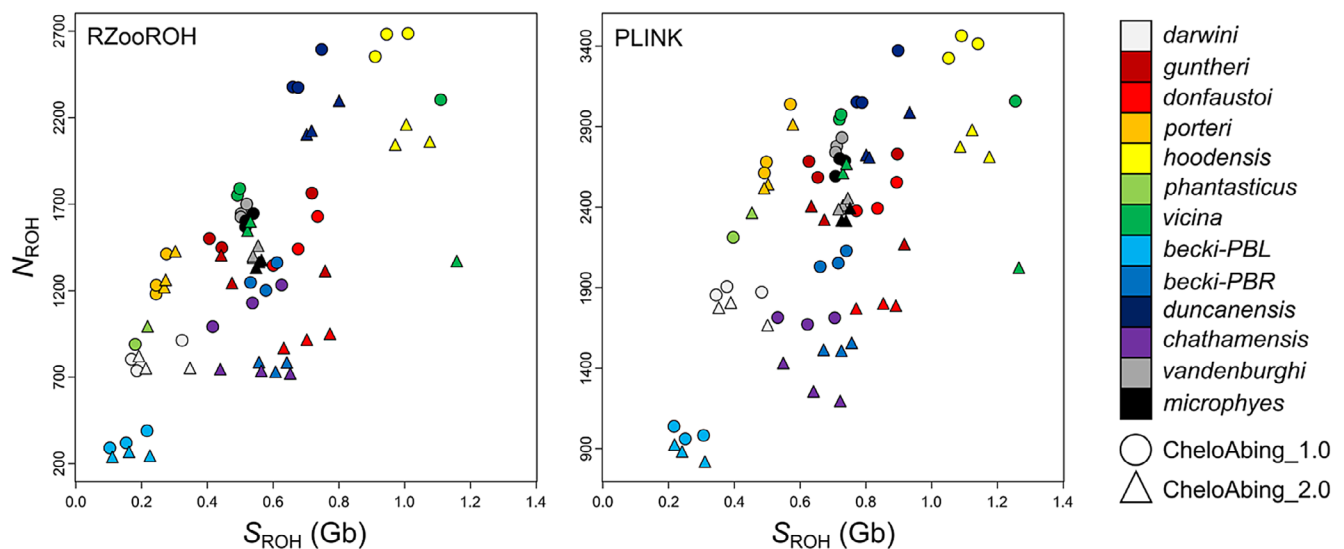 RZooROH
2700
2200
1700
1200
700
200
N_ROH
0.0 0.2 0.4 0.6 0.8 1.0 1.2 1.4
S_ROH (Gb)
PLINK
3400
2900
2400
1900
1400
900
0.0 0.2 0.4 0.6 0.8 1.0 1.2 1.4
S_ROH (Gb)
darwini
guntheri
donfaustoi
porteri
hoodensis
phantasticus
vicina
becki-PBL
becki-PBR
duncanensis
chathamensis
vandenburghi
microphyes
CheloAbing_1.0
CheloAbing_2.0